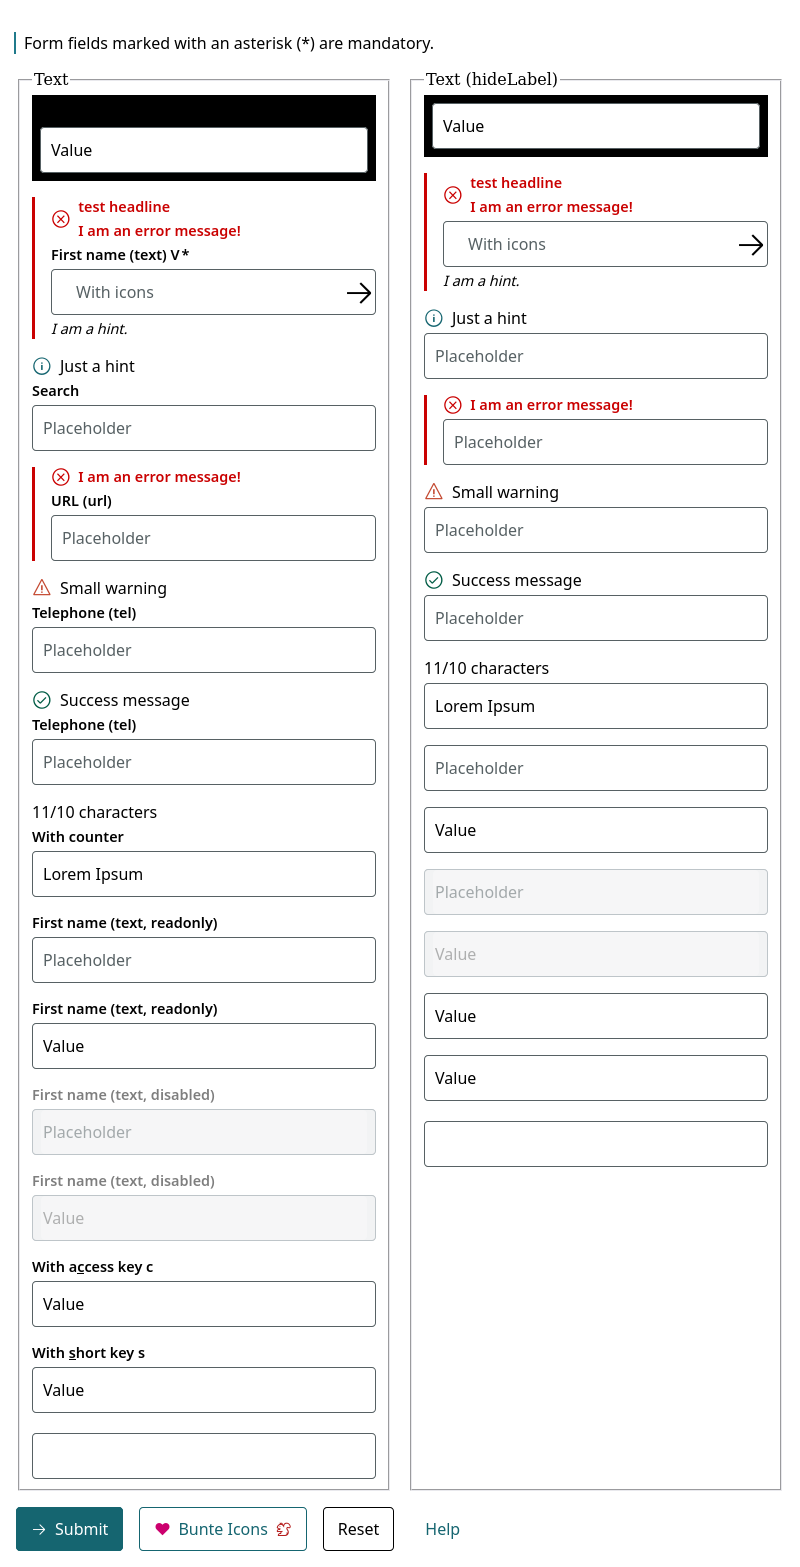 Form fields marked with an asterisk (*) are mandatory.
Text
Value
test headline
I am an error message!
First name (text) V*
With icons
I am a hint.
Just a hint
Search
Placeholder
I am an error message!
URL (url)
Placeholder
Small warning
Telephone (tel)
Placeholder
Success message
Telephone (tel)
Placeholder
11/10 characters
With counter
Lorem Ipsum
First name (text, readonly)
Placeholder
First name (text, readonly)
Value
First name (text, disabled)
Placeholder
First name (text, disabled)
Value
With access key c
Value
With short key s
Value
Text (hideLabel)
Value
test headline
I am an error message!
With icons
I am a hint.
Just a hint
Placeholder
I am an error message!
Placeholder
Small warning
Placeholder
Success message
Placeholder
11/10 characters
Lorem Ipsum
Placeholder
Value
Placeholder
Value
Value
Value
Submit
Bunte Icons
Reset
Help